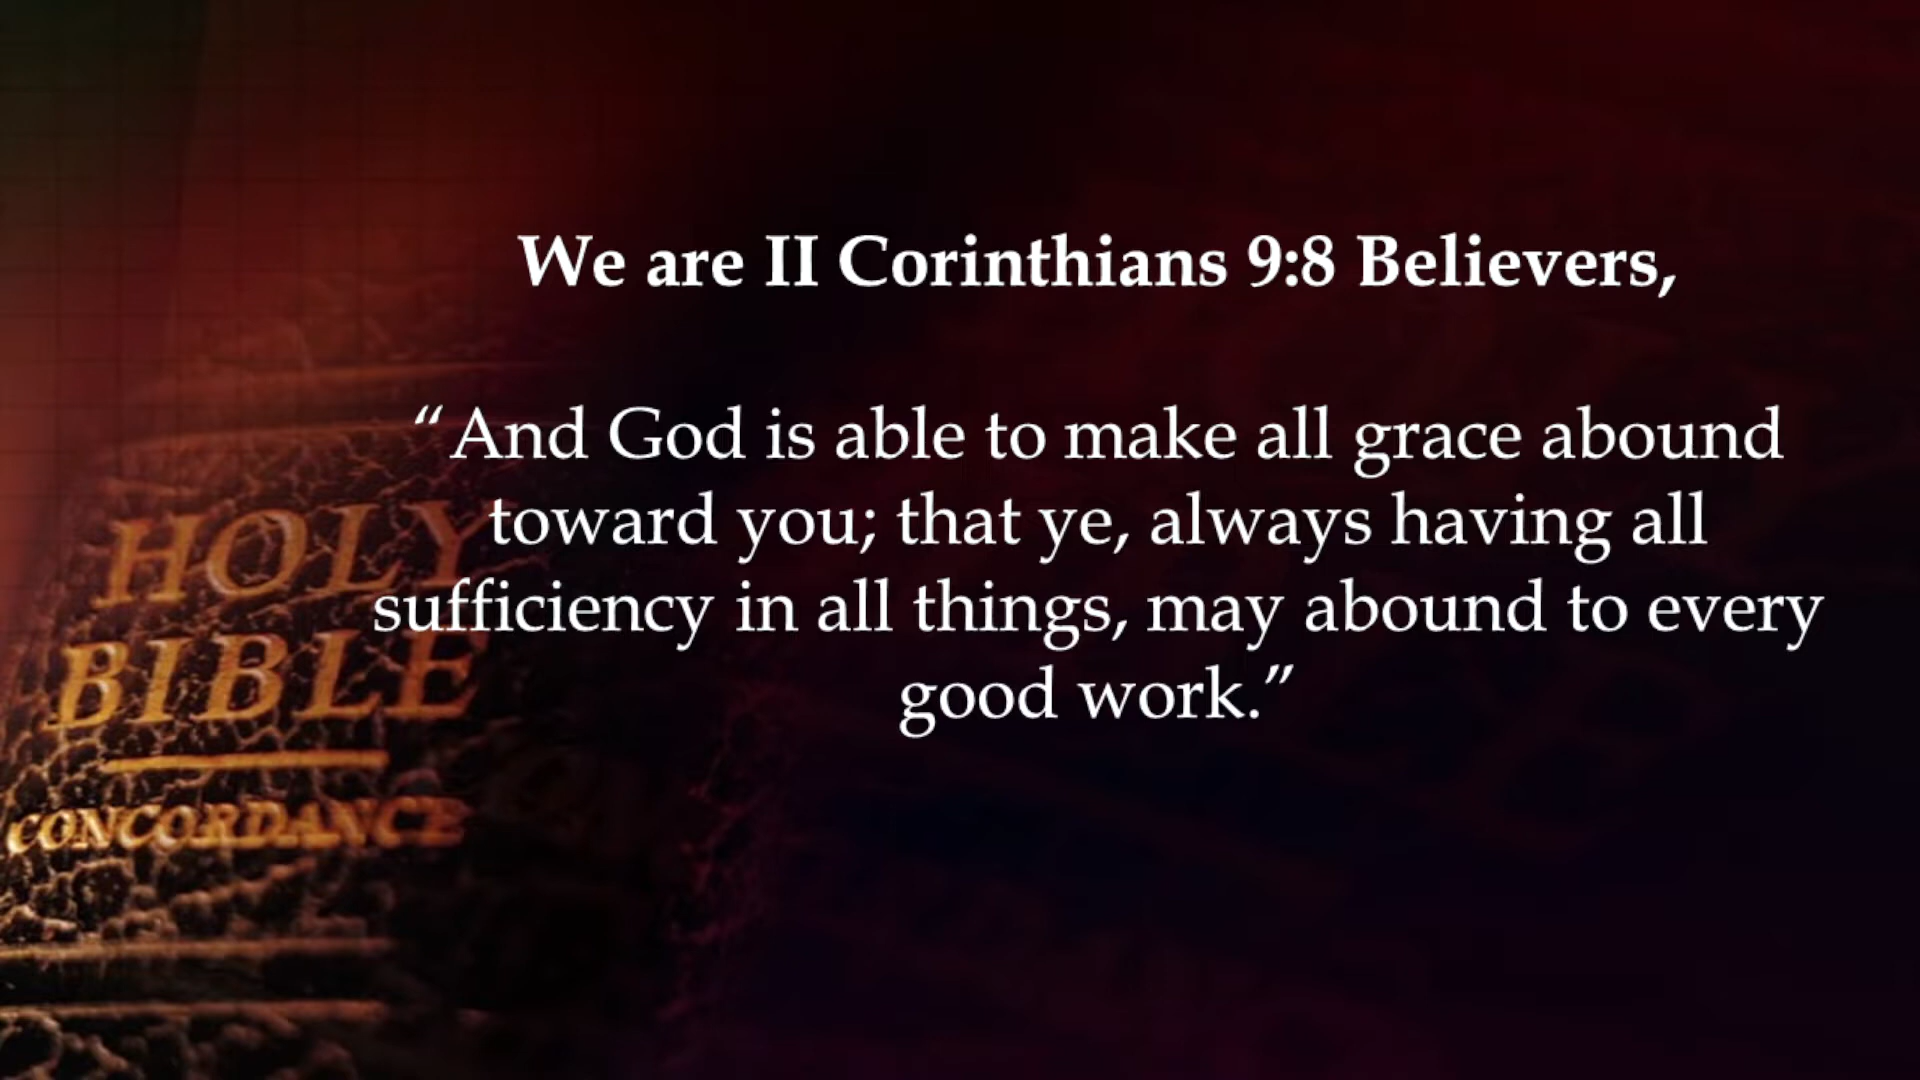 We are II Corinthians 9:8 Believers,
“And God is able to make all grace abound
toward you; that ye, always having all
sufficiency in all things, may abound to every
good work.”
HOLY
BIBLE
CONCORDANCE